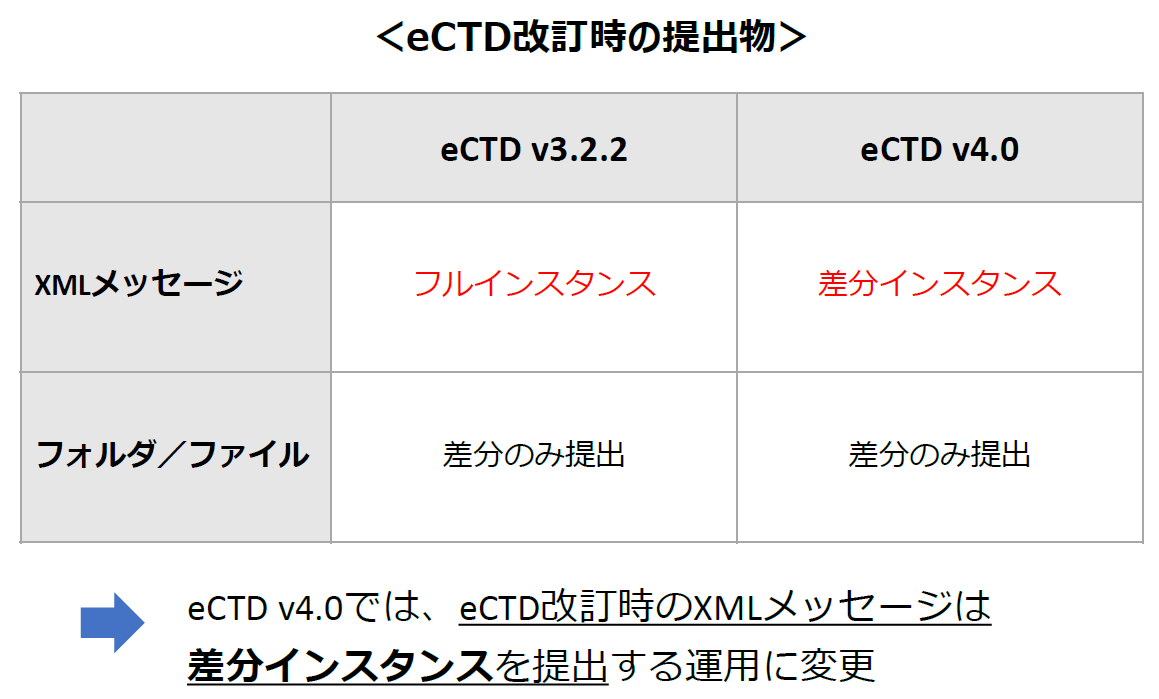 ＜eCTD改訂時の提出物＞
eCTD v3.2.2 eCTD v4.0
XMLメッセージ フルインスタンス 差分インスタンス
フォルダ／ファイル 差分のみ提出 差分のみ提出
eCTD v4.0では、eCTD改訂時のXMLメッセージは
差分インスタンスを提出する運用に変更